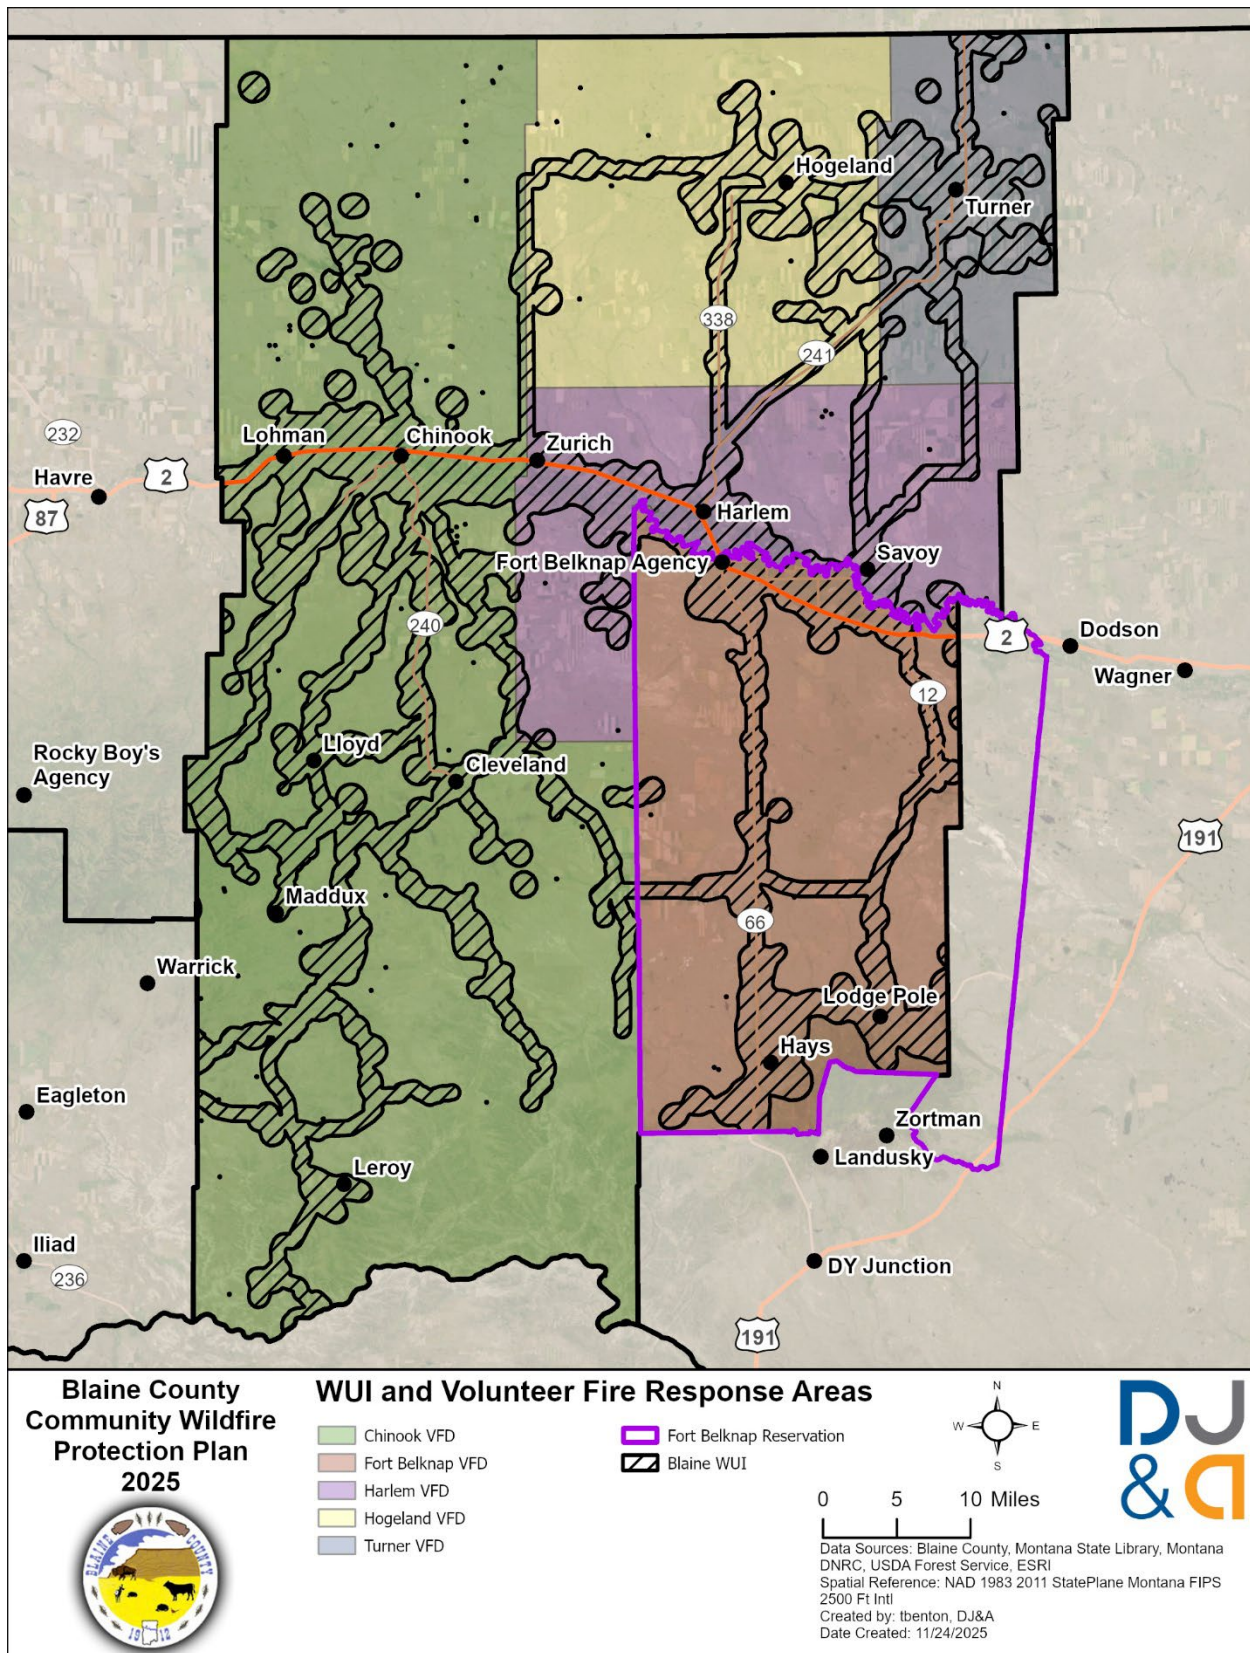 Hogeland
Turner
338
241
232
Lohman
Chinook
Zurich
Havre
2
87
Harlem
Fort Belknap Agency
Savoy
240
2
Dodson
Wagner
12
Rocky Boy's
Agency
Lloyd
Cleveland
191
Maddux
66
Warrick
Lodge Pole
Hays
Eagleton
Zortman
Landusky
Leroy
Iliad
236
DY Junction
191
Blaine County
Community Wildfire
Protection Plan
2025
BLAINE COUNTY
1912
WUI and Volunteer Fire Response Areas
Chinook VFD
Fort Belknap VFD
Harlem VFD
Hogeland VFD
Turner VFD
Fort Belknap Reservation
Blaine WUI
N
W E
S
0 5 10 Miles
DJ
&A
Data Sources: Blaine County, Montana State Library, Montana
DNRC, USDA Forest Service, ESRI
Spatial Reference: NAD 1983 2011 StatePlane Montana FIPS
2500 Ft Intl
Created by: tbenton, DJ&A
Date Created: 11/24/2025